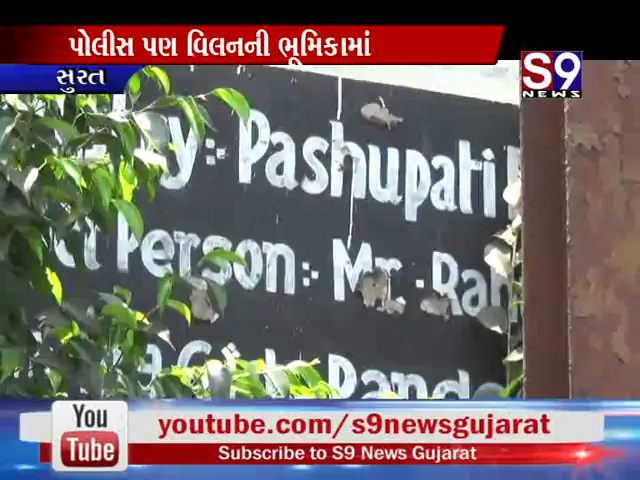 પોલીસ પણ વિલનની ભૂમિકામાં
સુરત
S9
NEWS
Pashupati
Person:- Mr.
You
Tube
youtube.com/s9newsgujarat
Subscribe to S9 News Gujarat